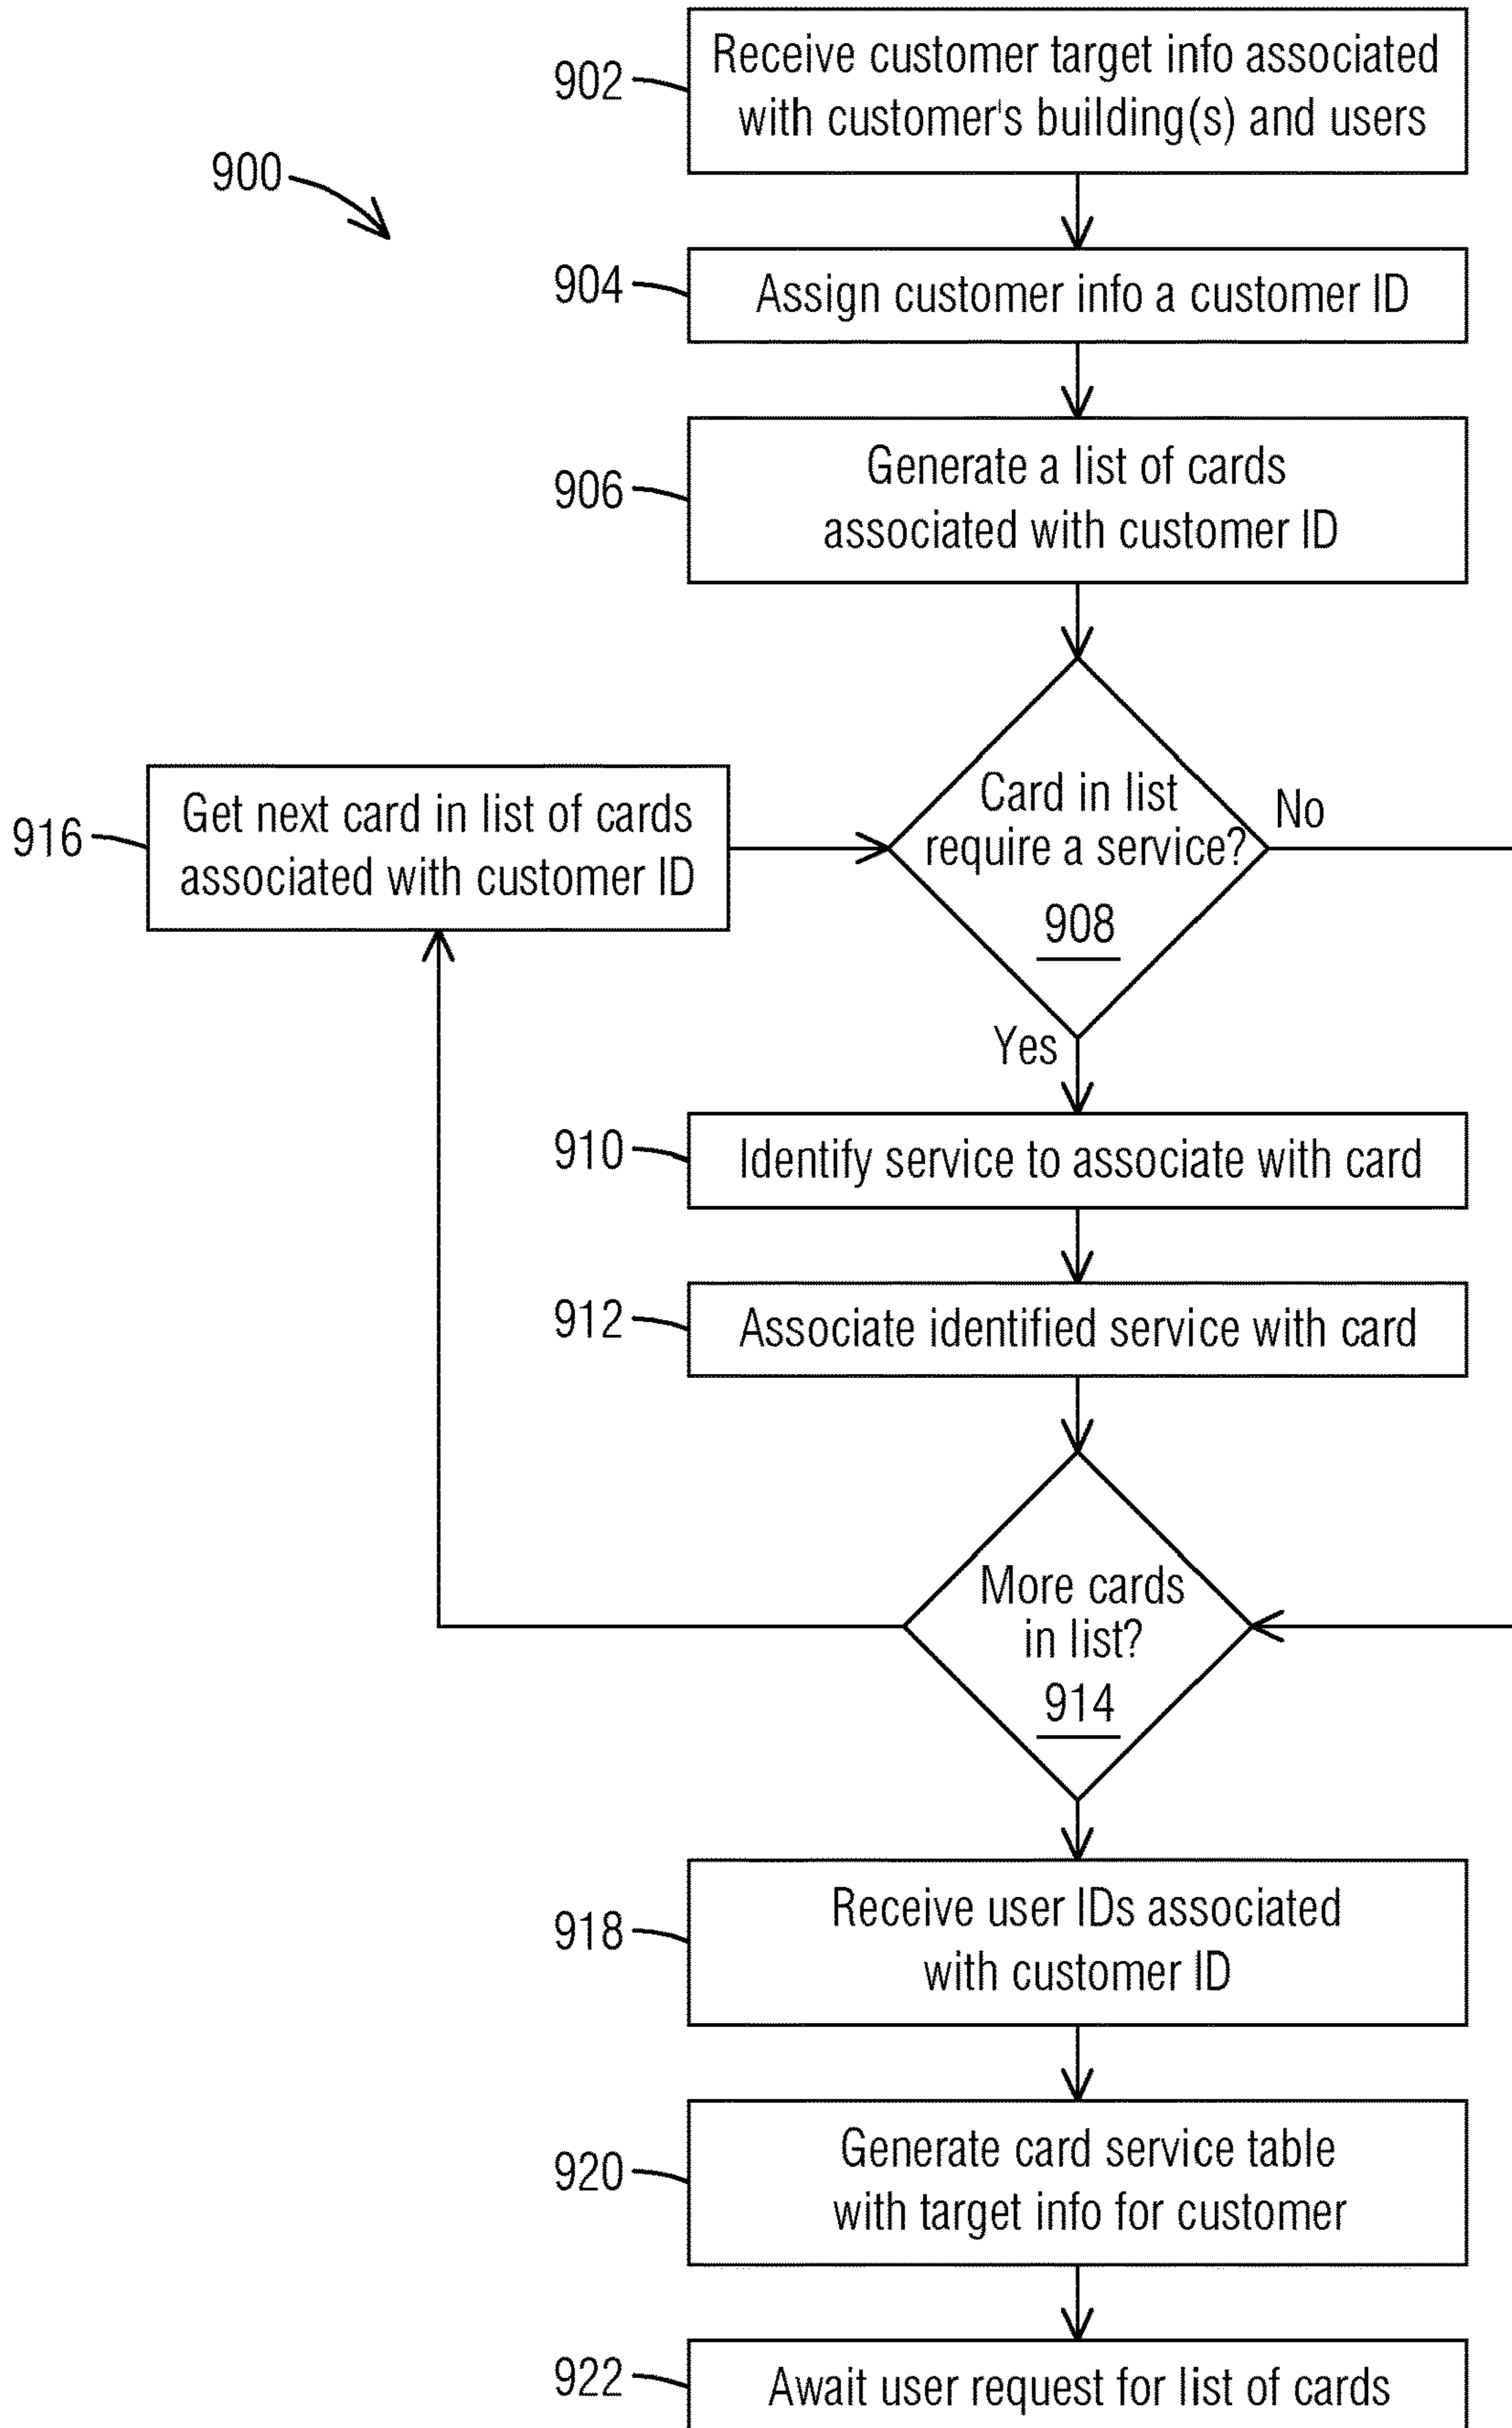 902
Receive customer target info associated
with customer's building(s) and users
900
904
Assign customer info a customer ID
906
Generate a list of cards
associated with customer ID
916
Get next card in list of cards
associated with customer ID
Card in list
require a service?
908
No
Yes
910
Identify service to associate with card
912
Associate identified service with card
More cards
in list?
914
918
Receive user IDs associated
with customer ID
920
Generate card service table
with target info for customer
922
Await user request for list of cards